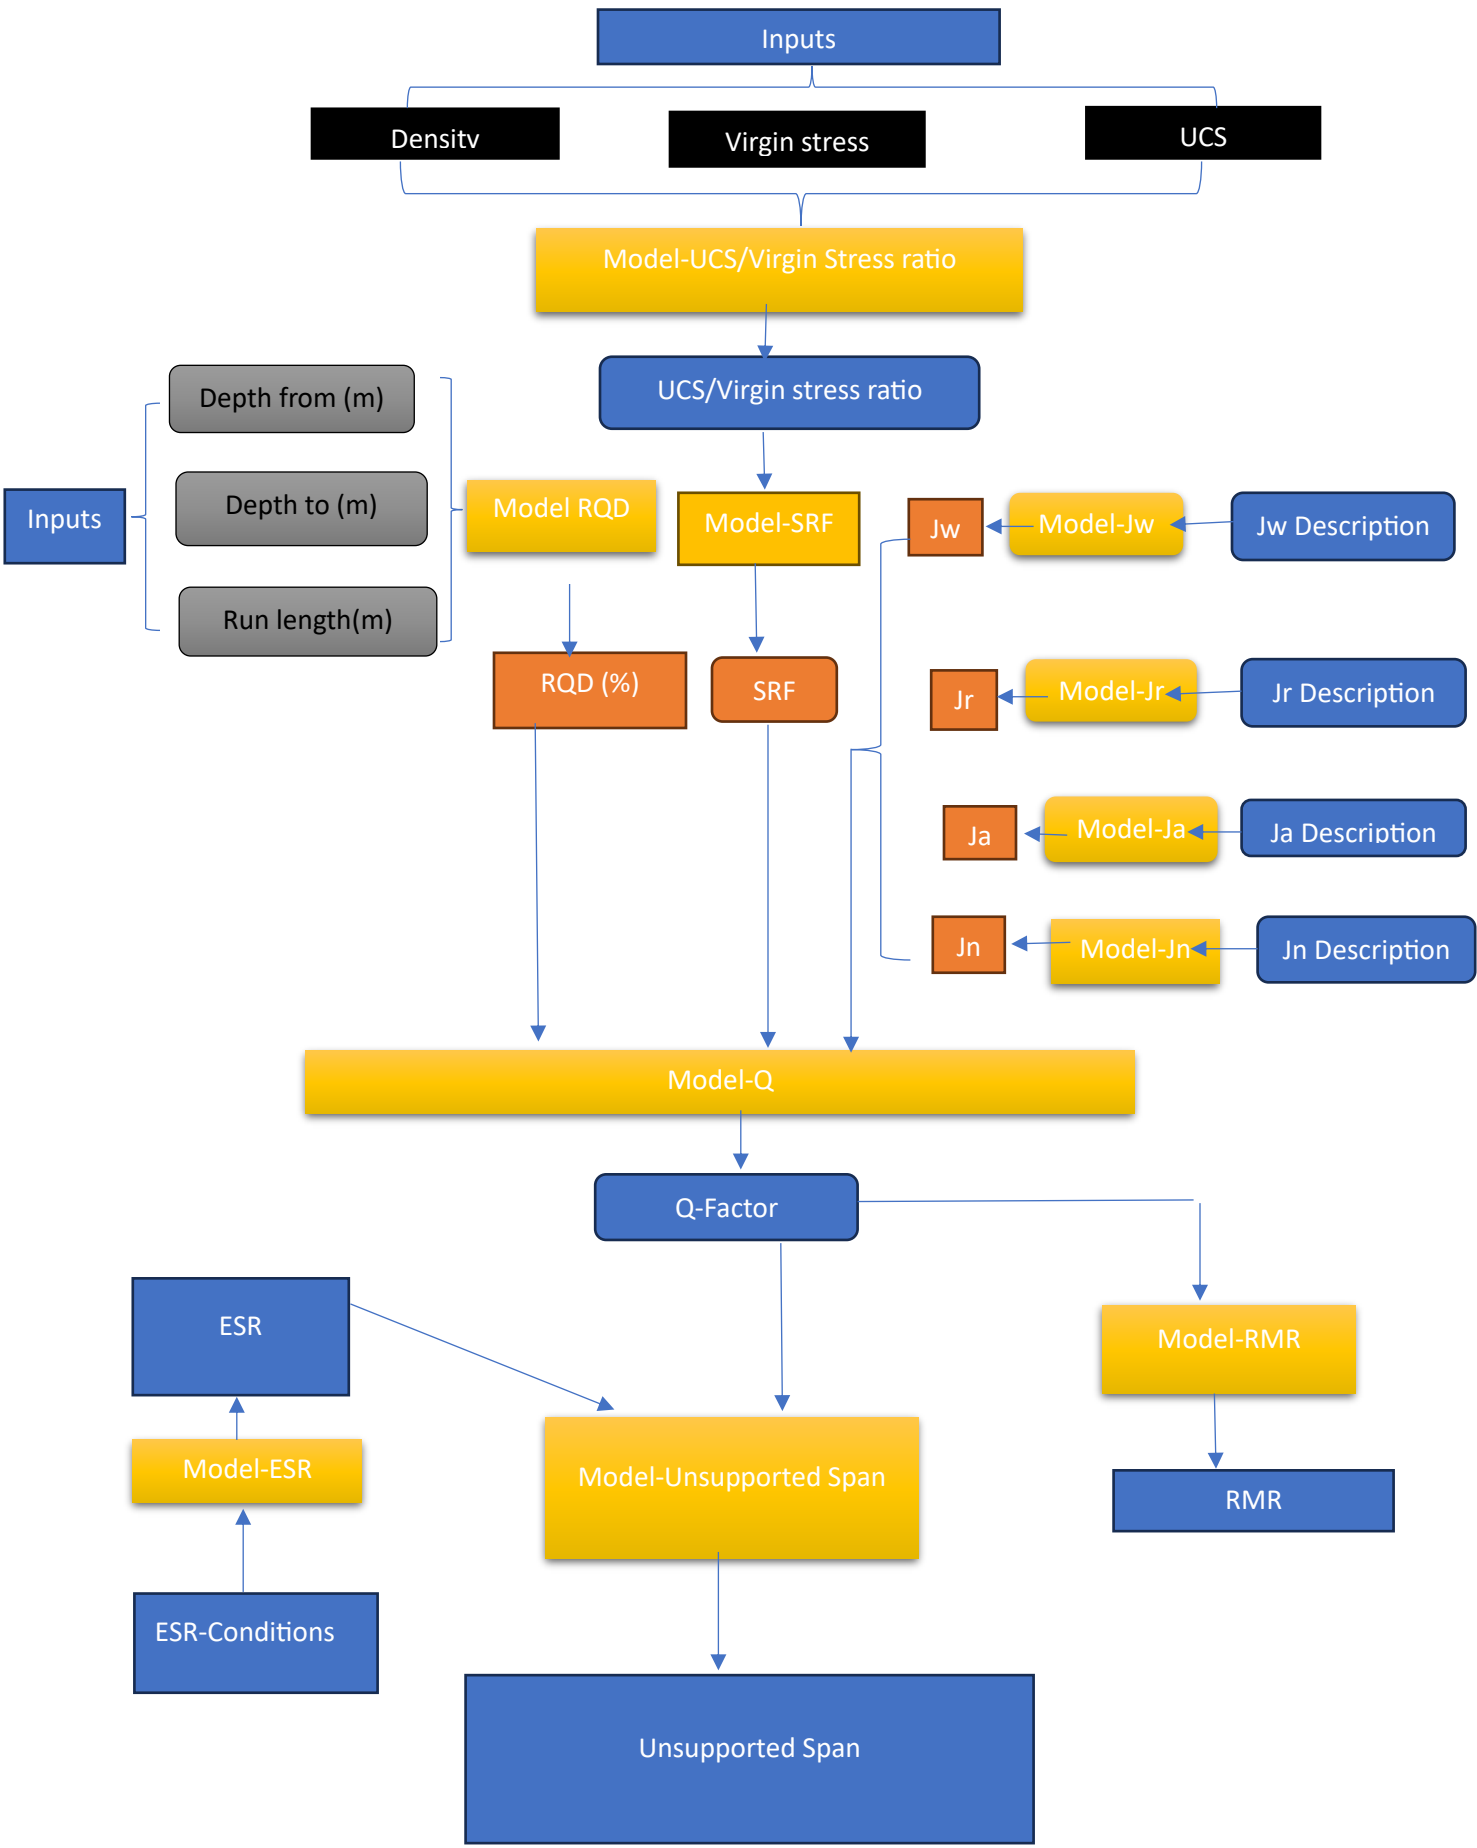 Inputs
Density
Virgin stress
UCS
Model-UCS/Virgin Stress ratio
UCS/Virgin stress ratio
Depth from (m)
Inputs
Depth to (m)
Run length(m)
Model RQD
Model-SRF
Jw
Model-Jw
Jw Description
RQD (%)
SRF
Jr
Model-Jr
Jr Description
Ja
Model-Ja
Ja Description
Jn
Model-Jn
Jn Description
Model-Q
Q-Factor
ESR
Model-RMR
Model-ESR
Model-Unsupported Span
RMR
ESR-Conditions
Unsupported Span